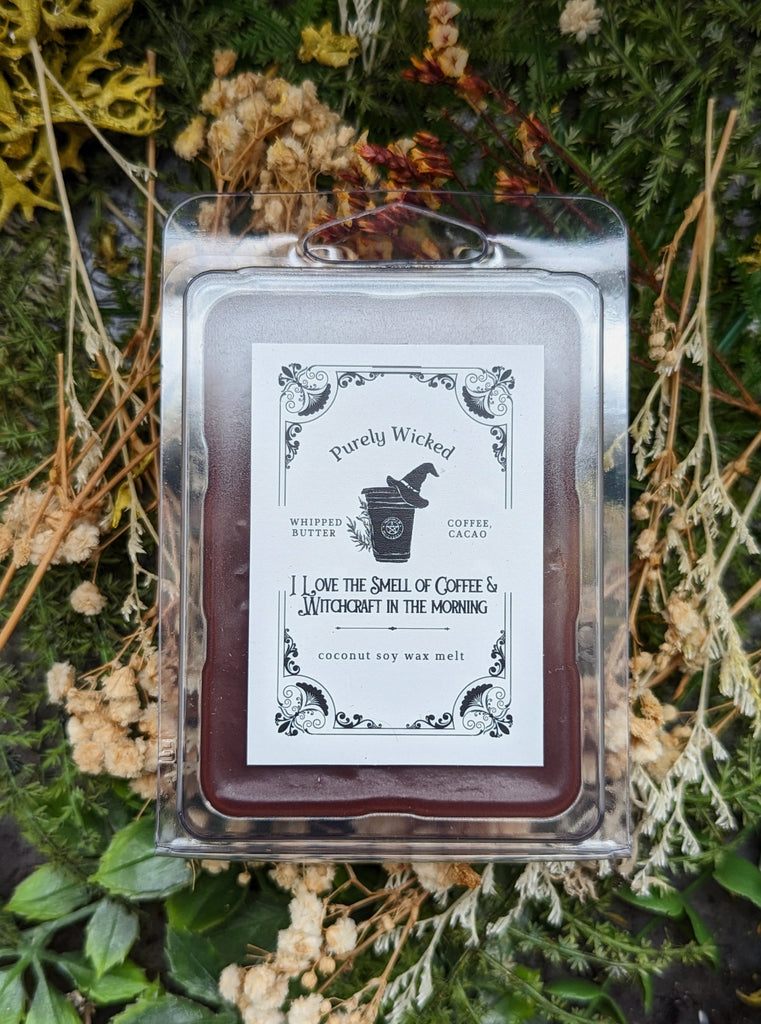 Purely Wicked
WHIPPED
BUTTER
COFFEE,
CACAO
I Love the Smell of Coffee &
Witchcraft in the morning
coconut soy wax melt